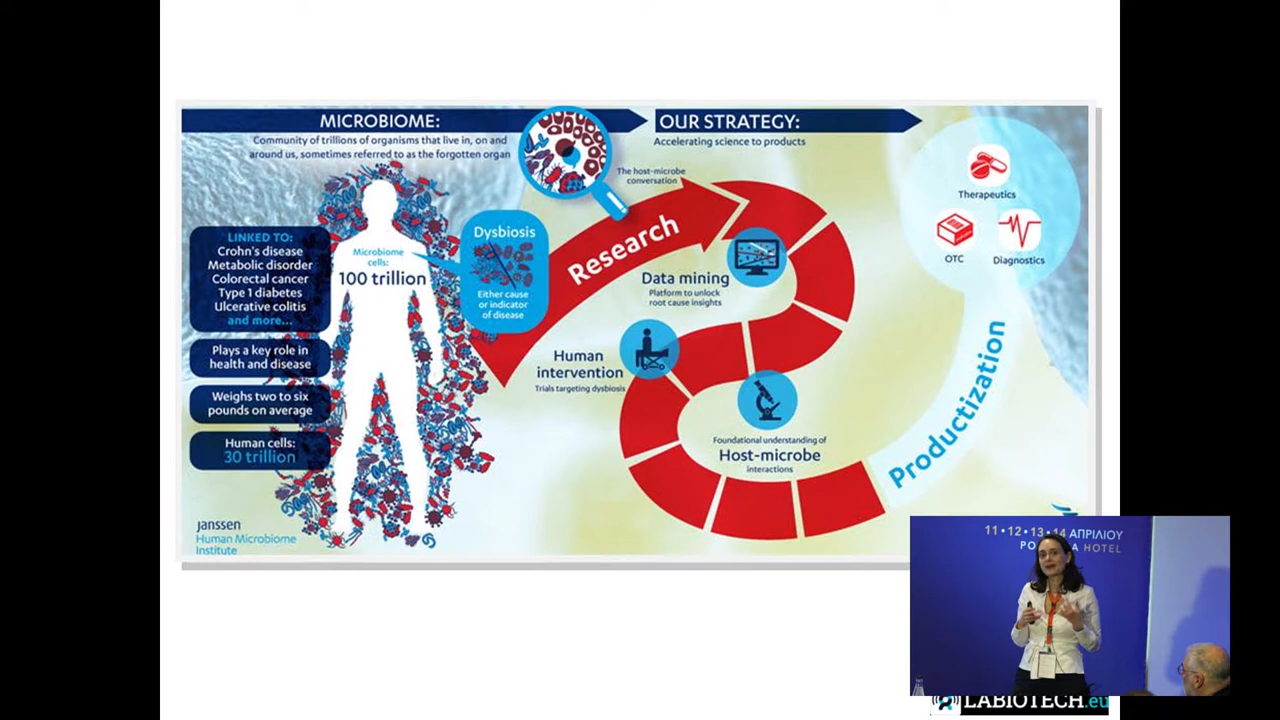 MICROBIOME:
Community of trillions of organisms that live in, on and
around us, sometimes referred to as the forgotten organ
OUR STRATEGY:
Accelerating science to products
The host-microbe
conversation
LINKED TO:
Crohn's disease
Metabolic disorder
Colorectal cancer
Type 1 diabetes
Ulcerative colitis
and more...
Plays a key role in
health and disease
Weighs two to six
pounds on average
Human cells:
30 trillion
Microbiome
cells:
100 trillion
Dysbiosis
Either cause
or indicator
of disease
Research
Data mining
Platform to unlock
root cause insights
Human
intervention
Trials targeting dysbiosis
Foundational understanding of
Host-microbe
interactions
Productization
Therapeutics
OTC
Diagnostics
janssen
Human Microbiome
Institute
11•12•13•14 ΑΠΡΙΛΙΟΥ
HOTEL
LABIOTECH.eu